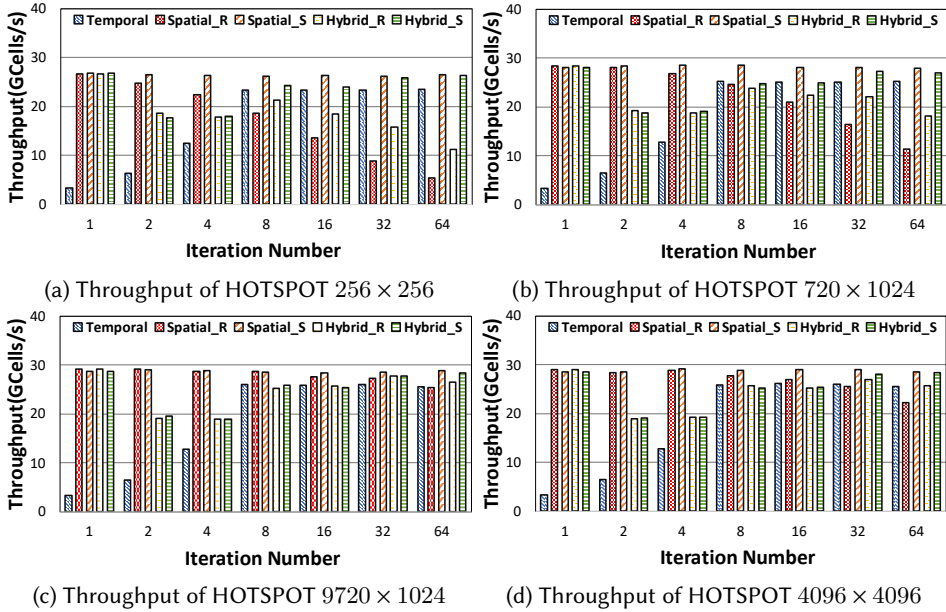 Temporal Spatial_R Spatial_S Hybrid_R Hybrid_S
Throughput(GCells/s)
40
30
20
10
0
1 2 4 8 16 32 64
Iteration Number
(a) Throughput of HOTSPOT 256 × 256
Temporal Spatial_R Spatial_S Hybrid_R Hybrid_S
Throughput(GCells/s)
40
30
20
10
0
1 2 4 8 16 32 64
Iteration Number
(b) Throughput of HOTSPOT 720 × 1024
Temporal Spatial_R Spatial_S Hybrid_R Hybrid_S
Throughput(GCells/s)
40
30
20
10
0
1 2 4 8 16 32 64
Iteration Number
(c) Throughput of HOTSPOT 9720 × 1024
Temporal Spatial_R Spatial_S Hybrid_R Hybrid_S
Throughput(GCells/s)
40
30
20
10
0
1 2 4 8 16 32 64
Iteration Number
(d) Throughput of HOTSPOT 4096 × 4096